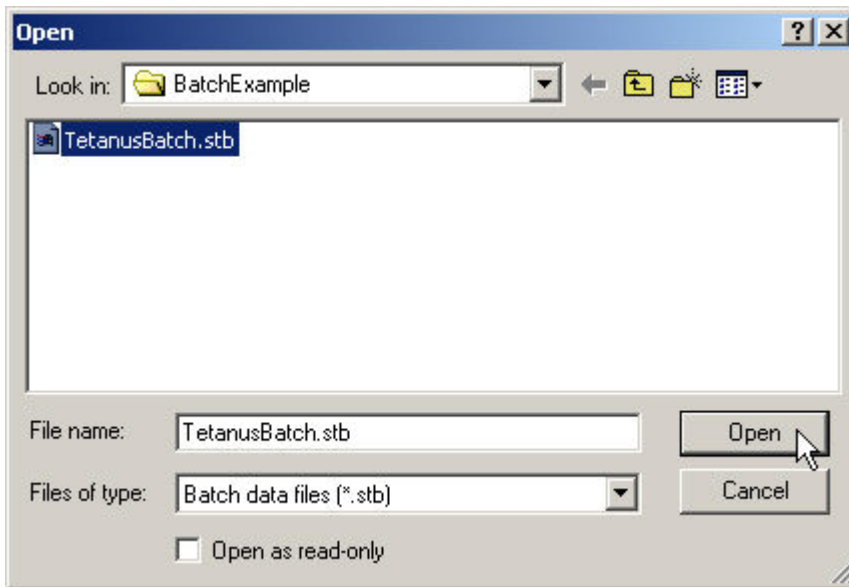 Open
Look in: BatchExample
TetanusBatch.stb
File name: TetanusBatch.stb Open
Files of type: Batch data files (*.stb) Cancel
Open as read-only